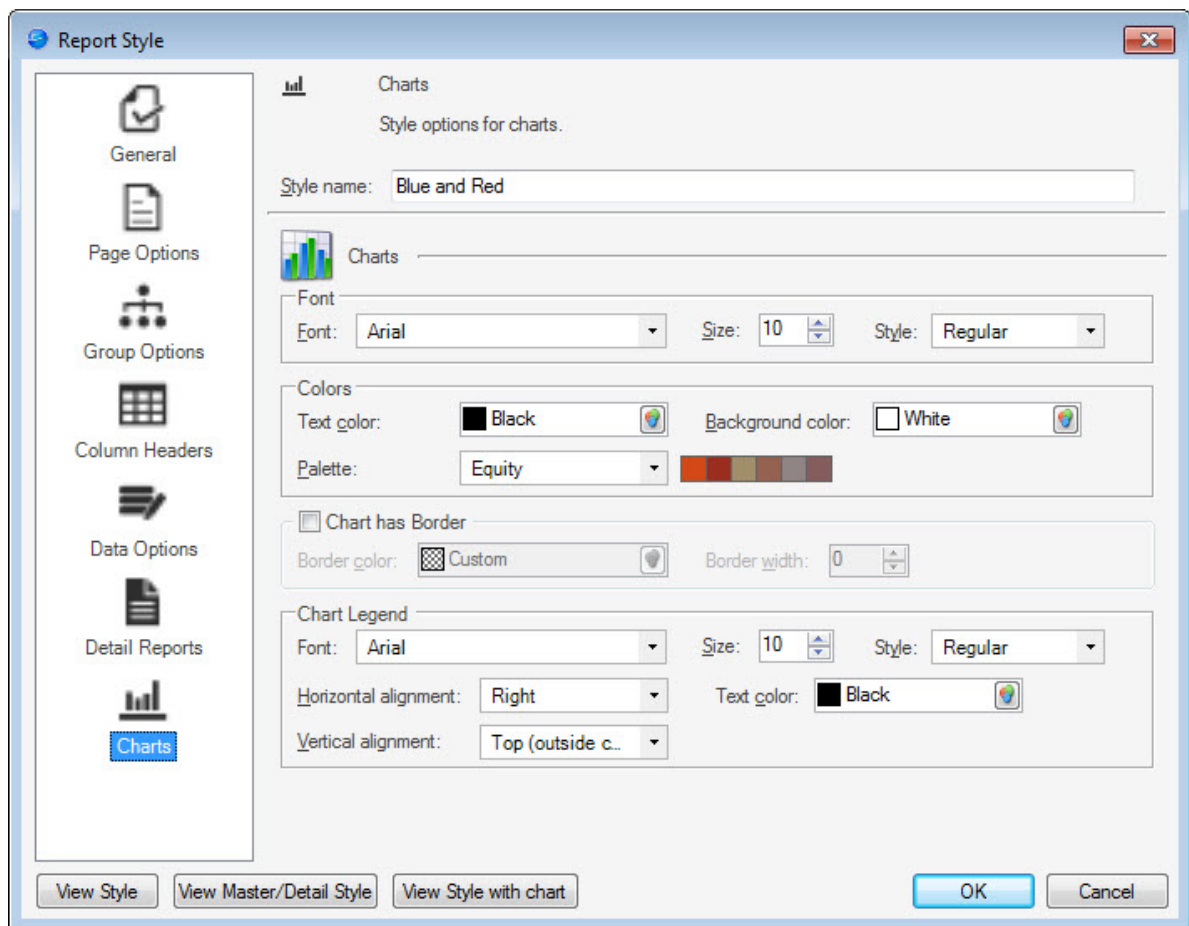 Report Style
General
Page Options
Group Options
Column Headers
Data Options
Detail Reports
Charts
Charts
Style options for charts.
Style name: Blue and Red
Charts
Font
Font: Arial Size: 10 Style: Regular
Colors
Text color: Black Background color: White
Palette: Equity
Chart has Border
Border color: Custom Border width: 0
Chart Legend
Font: Arial Size: 10 Style: Regular
Horizontal alignment: Right Text color: Black
Vertical alignment: Top (outside c...
View Style View Master/Detail Style View Style with chart OK Cancel